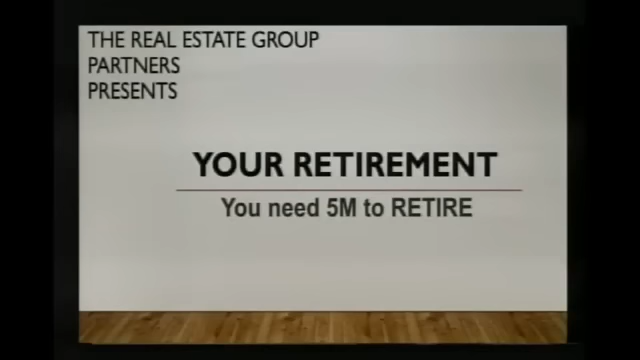 THE REAL ESTATE GROUP
PARTNERS
PRESENTS
YOUR RETIREMENT
You need 5M to RETIRE